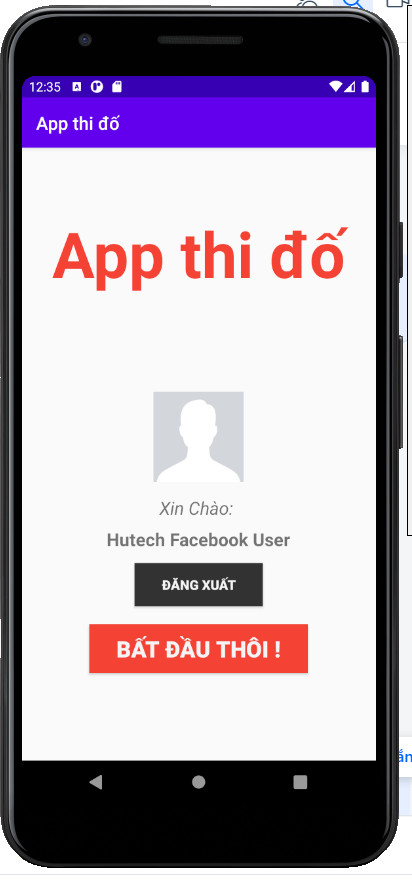 12:35
App thi đố
App thi đố
Xin Chào:
Hutech Facebook User
ĐĂNG XUẤT
BẤT ĐẦU THÔI !